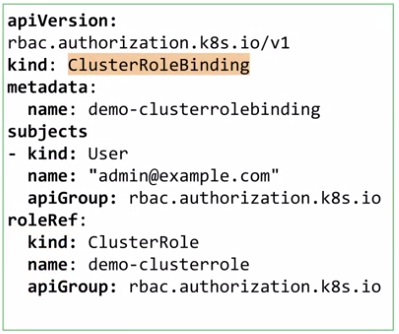 apiVersion:
rbac.authorization.k8s.io/v1
kind: ClusterRoleBinding
metadata:
  name: demo-clusterrolebinding
subjects
- kind: User
  name: "admin@example.com"
  apiGroup: rbac.authorization.k8s.io
roleRef:
  kind: ClusterRole
  name: demo-clusterrole
  apiGroup: rbac.authorization.k8s.io